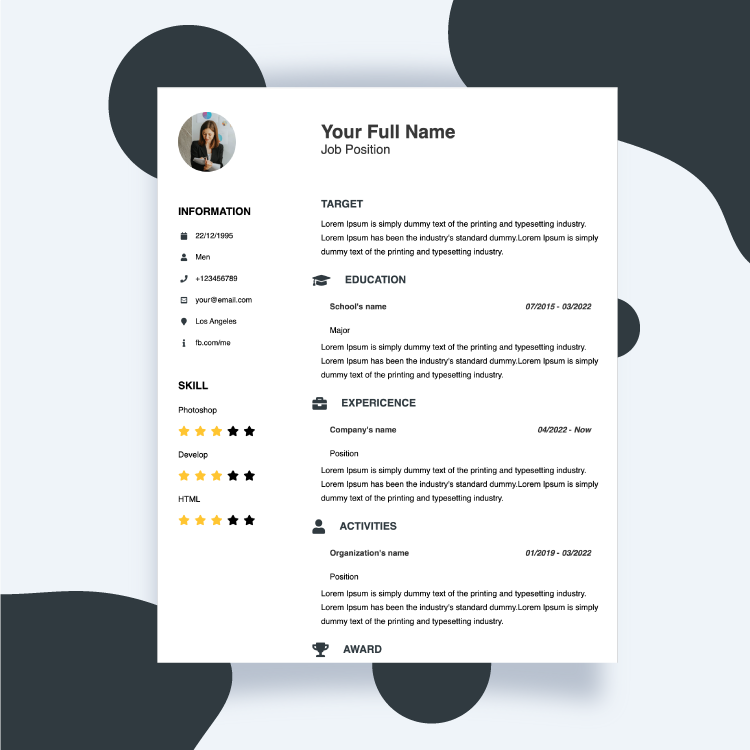 Your Full Name
Job Position
INFORMATION
22/12/1995
Men
+123456789
your@email.com
Los Angeles
fb.com/me
SKILL
Photoshop
Develop
HTML
TARGET
Lorem Ipsum is simply dummy text of the printing and typesetting industry.
Lorem Ipsum has been the industry's standard dummy.Lorem Ipsum is simply
dummy text of the printing and typesetting industry.
EDUCATION
School's name 07/2015 - 03/2022
Major
Lorem Ipsum is simply dummy text of the printing and typesetting industry.
Lorem Ipsum has been the industry's standard dummy.Lorem Ipsum is simply
dummy text of the printing and typesetting industry.
EXPERICENCE
Company's name 04/2022 - Now
Position
Lorem Ipsum is simply dummy text of the printing and typesetting industry.
Lorem Ipsum has been the industry's standard dummy.Lorem Ipsum is simply
dummy text of the printing and typesetting industry.
ACTIVITIES
Organization's name 01/2019 - 03/2022
Position
Lorem Ipsum is simply dummy text of the printing and typesetting industry.
Lorem Ipsum has been the industry's standard dummy.Lorem Ipsum is simply
dummy text of the printing and typesetting industry.
AWARD